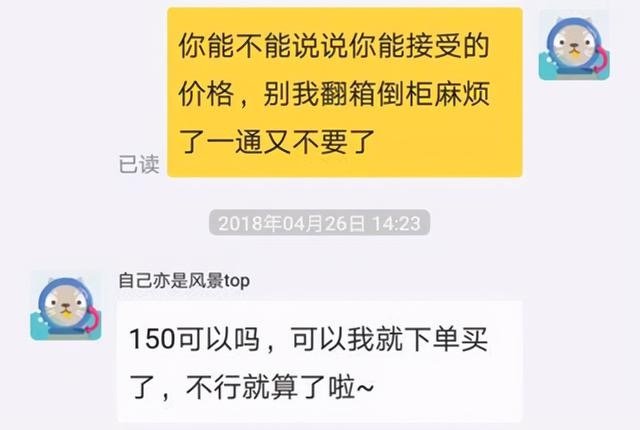 你能不能说说你能接受的
价格，别我翻箱倒柜麻烦
了一通又不要了
已读
2018年04月26日 14:23
自己亦是风景top
150可以吗，可以我就下单买
了，不行就算了啦~